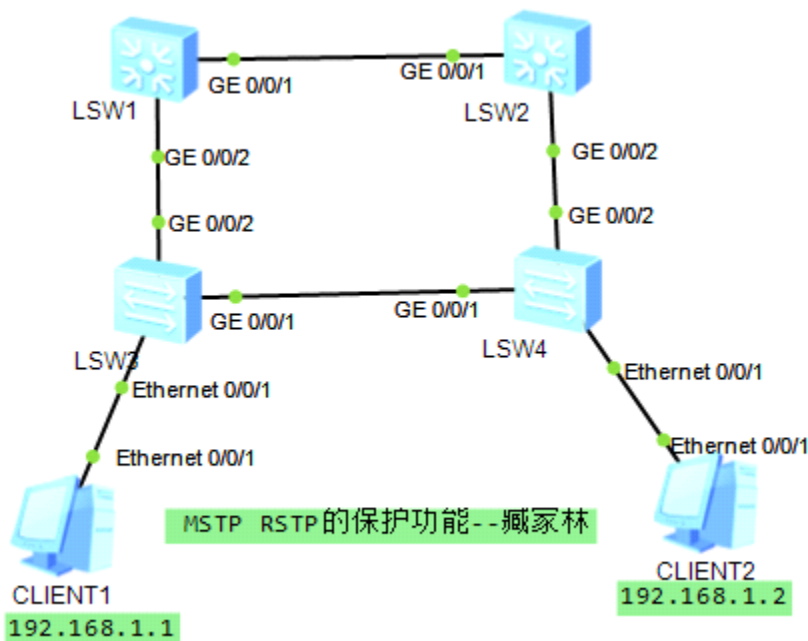 GE 0/0/1
GE 0/0/1
LSW1
LSW2
GE 0/0/2
GE 0/0/2
GE 0/0/2
GE 0/0/2
GE 0/0/1
GE 0/0/1
LSW3
LSW4
Ethernet 0/0/1
Ethernet 0/0/1
Ethernet 0/0/1
Ethernet 0/0/1
MSTP RSTP的保护功能--臧家林
CLIENT1
CLIENT2
192.168.1.1
192.168.1.2